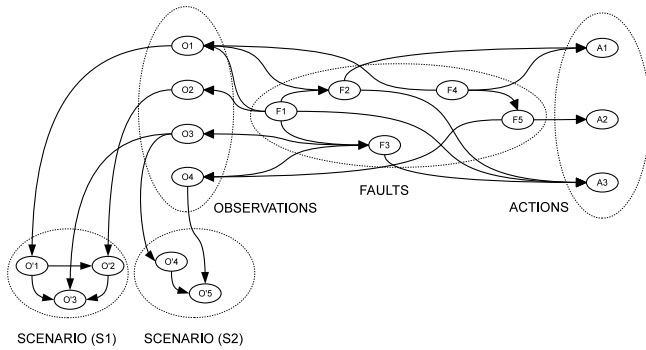 O1
A1
F2
F4
O2
F1
F5
A2
O3
F3
O4
A3
OBSERVATIONS
FAULTS
ACTIONS
O'1
O'2
O'4
O'3
O'5
SCENARIO (S1)
SCENARIO (S2)